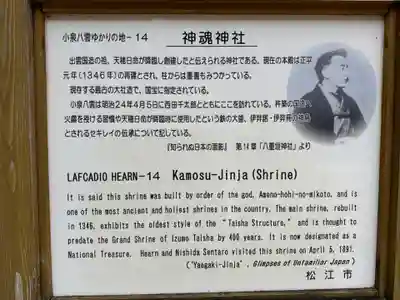 小泉八雲ゆかりの地－14　神魂神社
出雲国造の祖、天穂日命が降臨し創建したと伝えられる神社である。現在の本殿は正平
元年（1346年）の再建とされ、柱からは墨書もみつかっている。
現存する最古の大社造で、国宝に指定されている。
小泉八雲は明治24年4月5日に西田千太郎とともにここを訪れている。杵築の国造が
火鑽を授ける習慣や天穂日命が降臨時に使用したという鉄の大釜、伊弉諾・伊弉冊の神
とされるセキレイの伝承について記している。
『知られぬ日本の面影』　第14章「八重垣神社」より
LAFCADIO HEARN－14　Kamosu-Jinja (Shrine)
It is said this shrine was built by order of the god, Ameno-hohi-no-mikoto, and is
one of the most ancient and holiest shrines in the country. The main shrine, rebuilt
in 1346, exhibits the oldest style of the "Taisha Structure," and is thought to
predate the Grand Shrine of Izumo Taisha by 400 years. It is now designated as a
National Treasure. Hearn and Nishida Sentaro visited this shrine on April 5, 1891.
("Yaegaki-Jinja", Glimpses of Unfamiliar Japan)
松江市